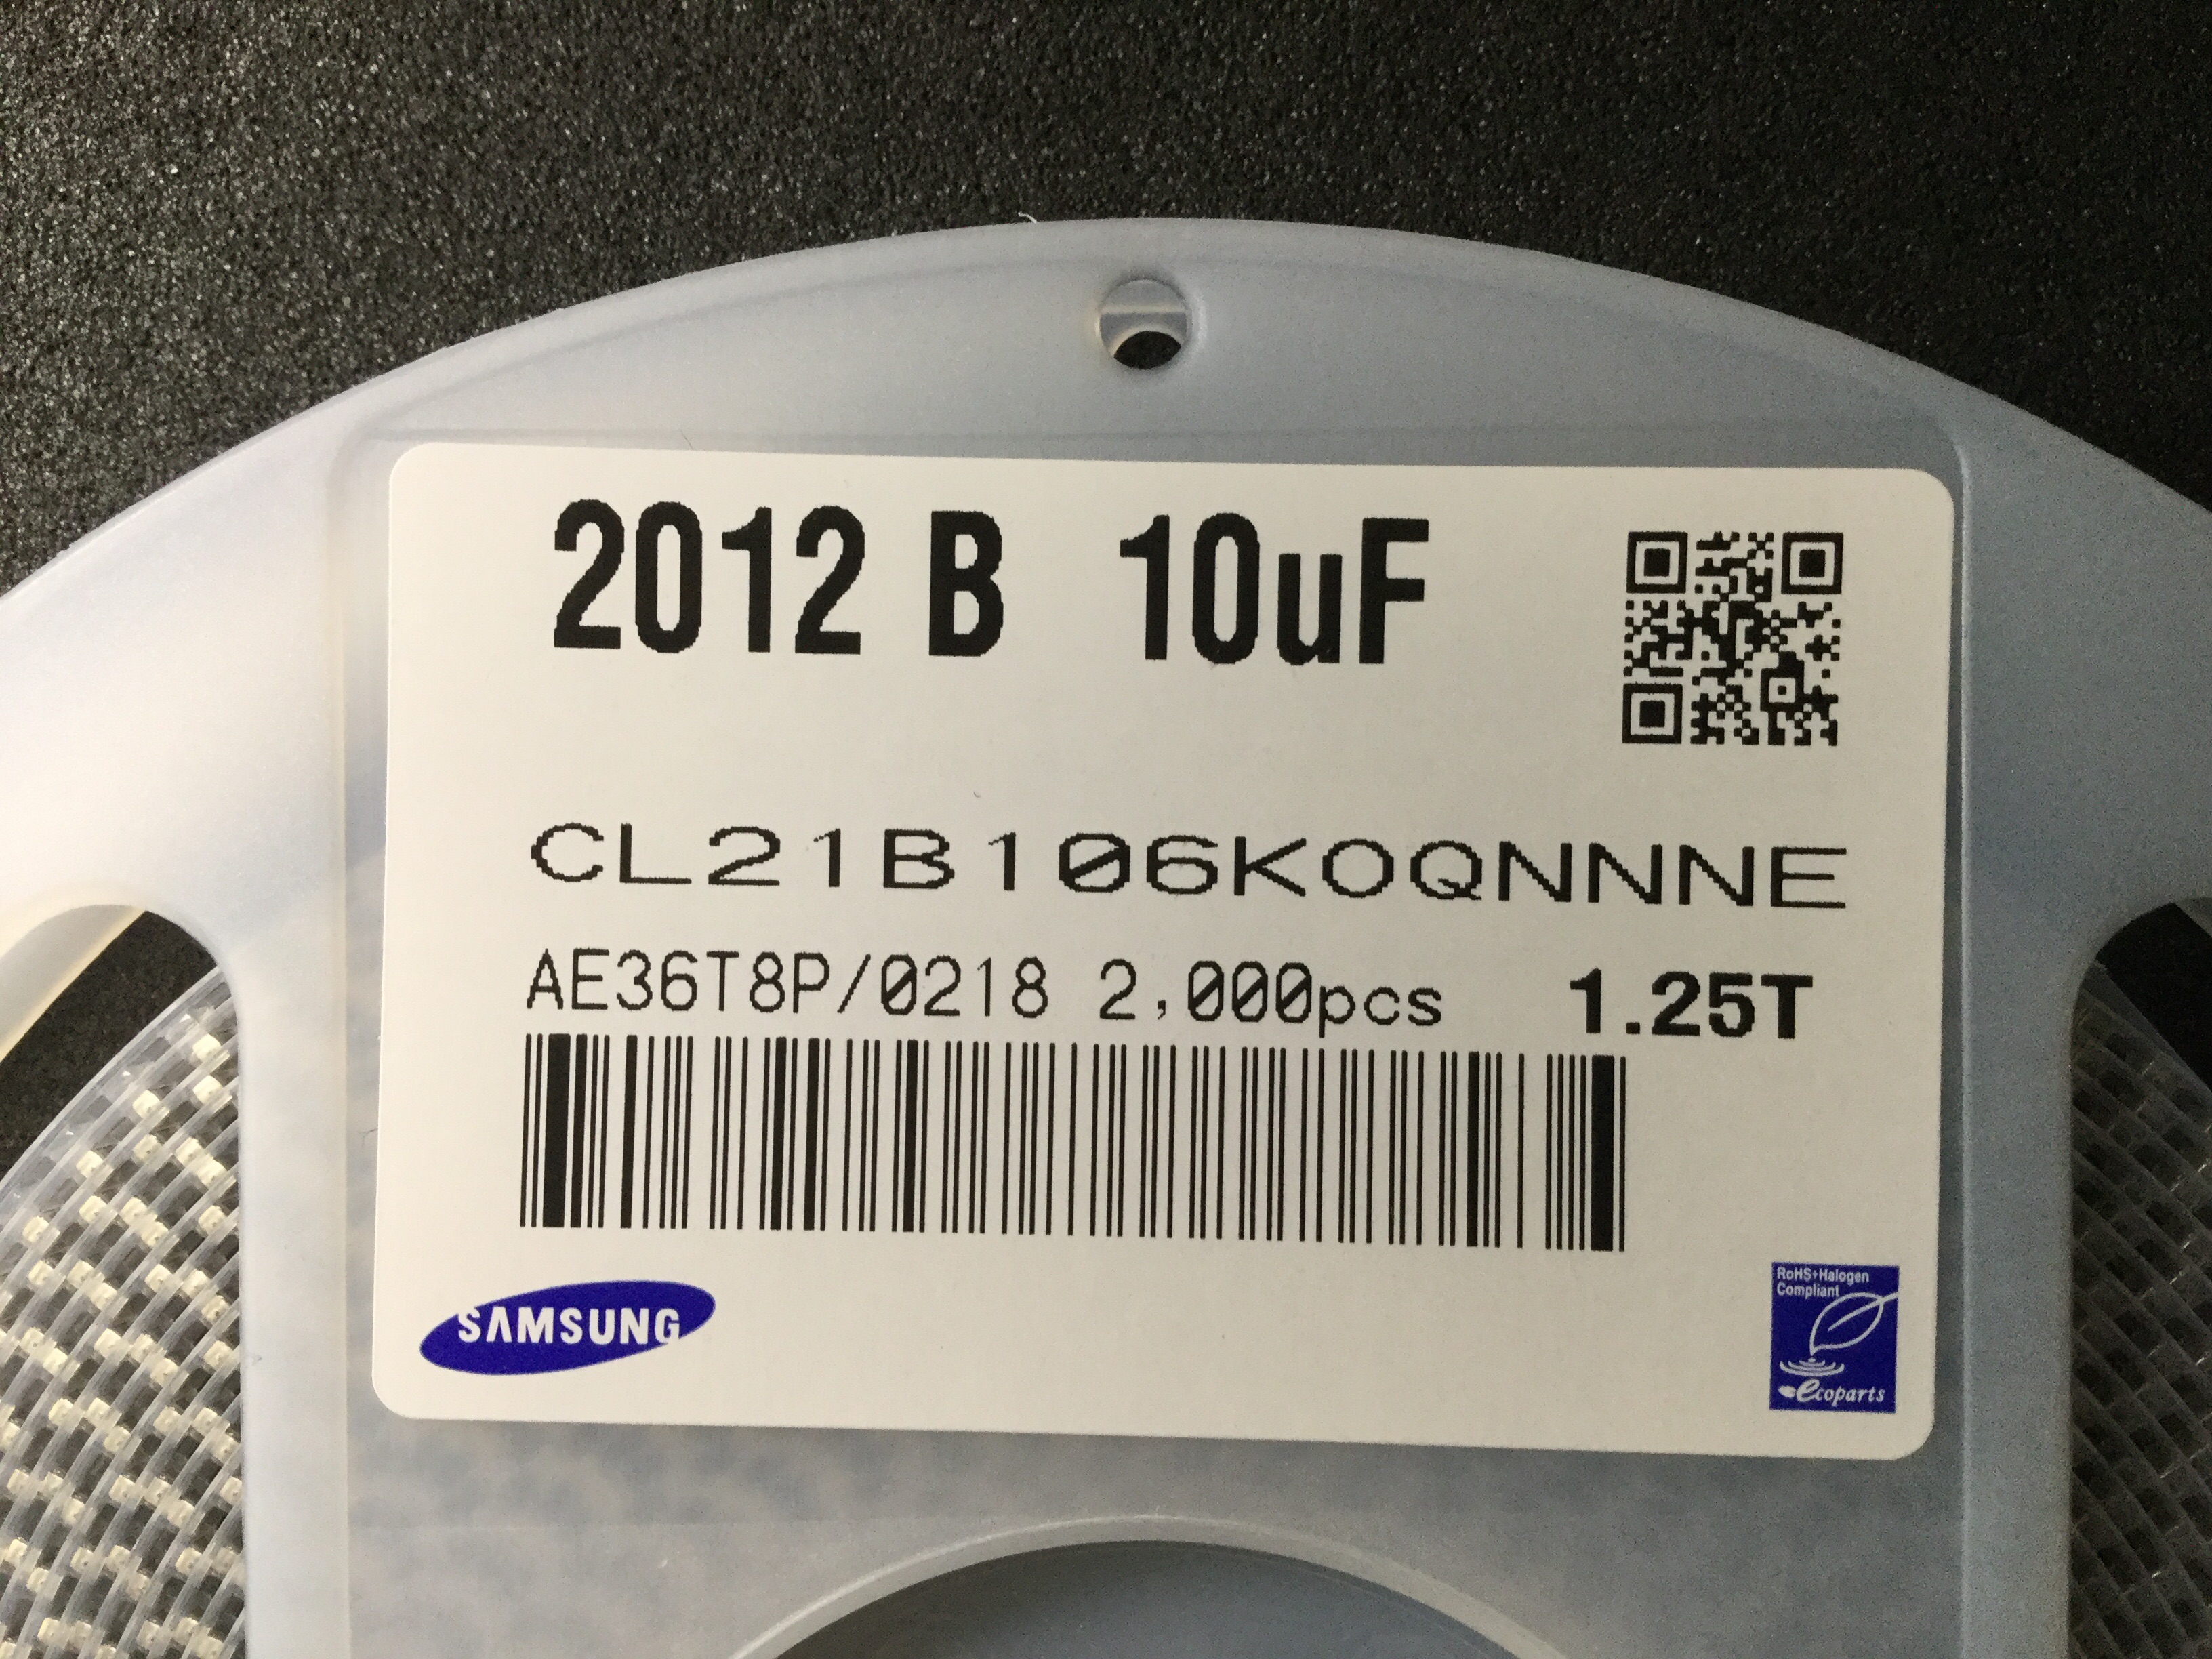 2012 B 10uF
CL21B106KOQNNNE
AE36T8P/0218 2,000pcs 1.25T
SAMSUNG
RoHS+Halogen
Compliant
ecoparts